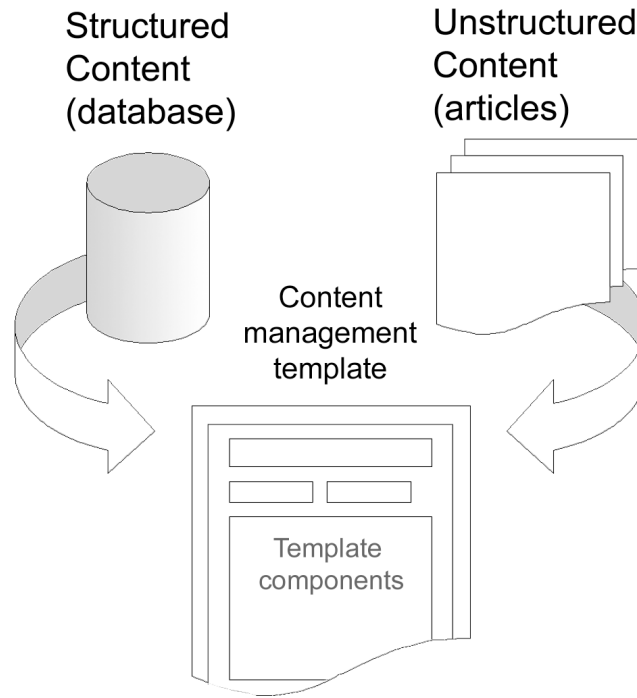 Structured
Content
(database)
Unstructured
Content
(articles)
Content
management
template
Template
components